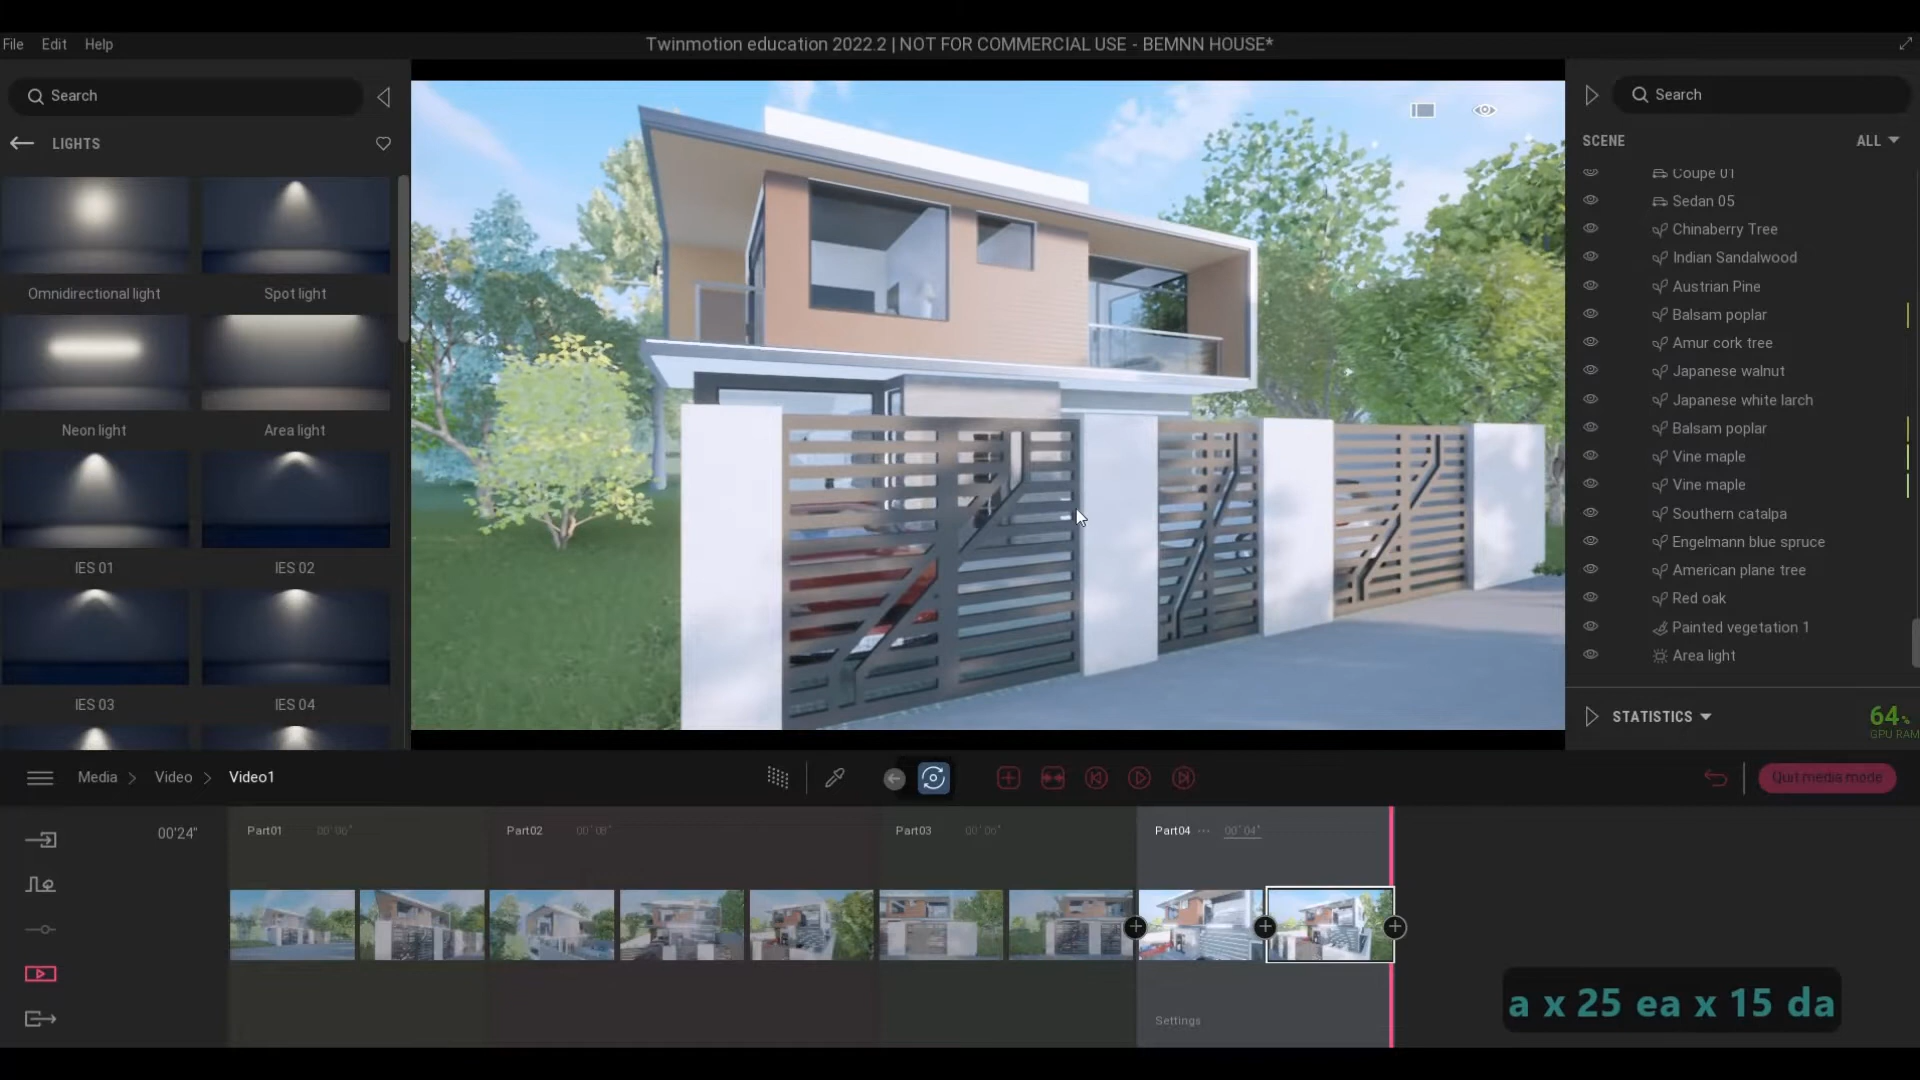 File Edit Help
Twinmotion education 2022.2 | NOT FOR COMMERCIAL USE - BEMNN HOUSE*
Search
LIGHTS
Omnidirectional light
Spot light
Neon light
Area light
IES 01
IES 02
IES 03
IES 04
Search
SCENE
ALL
Coupe 01
Sedan 05
Chinaberry Tree
Indian Sandalwood
Austrian Pine
Balsam poplar
Amur cork tree
Japanese walnut
Japanese white larch
Balsam poplar
Vine maple
Vine maple
Southern catalpa
Engelmann blue spruce
American plane tree
Red oak
Painted vegetation 1
Area light
STATISTICS
64%
GPU RAM
Media Video Video1
Quit media mode
00'24"
Part01
Part02
Part03
Part04 ... 00'04"
Settings
a x 25 ea x 15 da